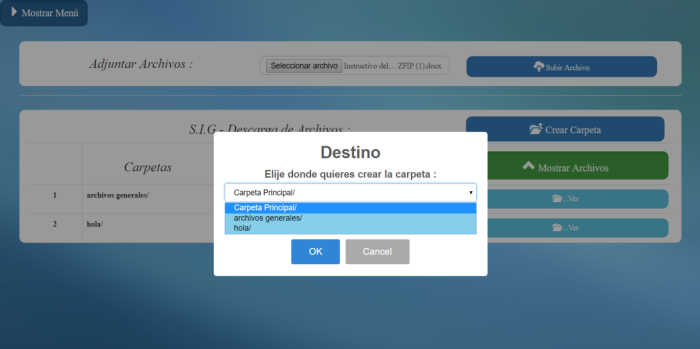 Mostrar Menú
Adjuntar Archivos :
Seleccionar archivo Instructivo del... ZFIP (1).docx
Subir Archivo
S.I.G - Descarga de Archivos :
Crear Carpeta
Carpetas
Mostrar Archivos
1 archivos generales/ ...Ver
2 hola/ ...Ver
Destino
Elije donde quieres crear la carpeta :
Carpeta Principal/
Carpeta Principal/
archivos generales/
hola/
OK Cancel